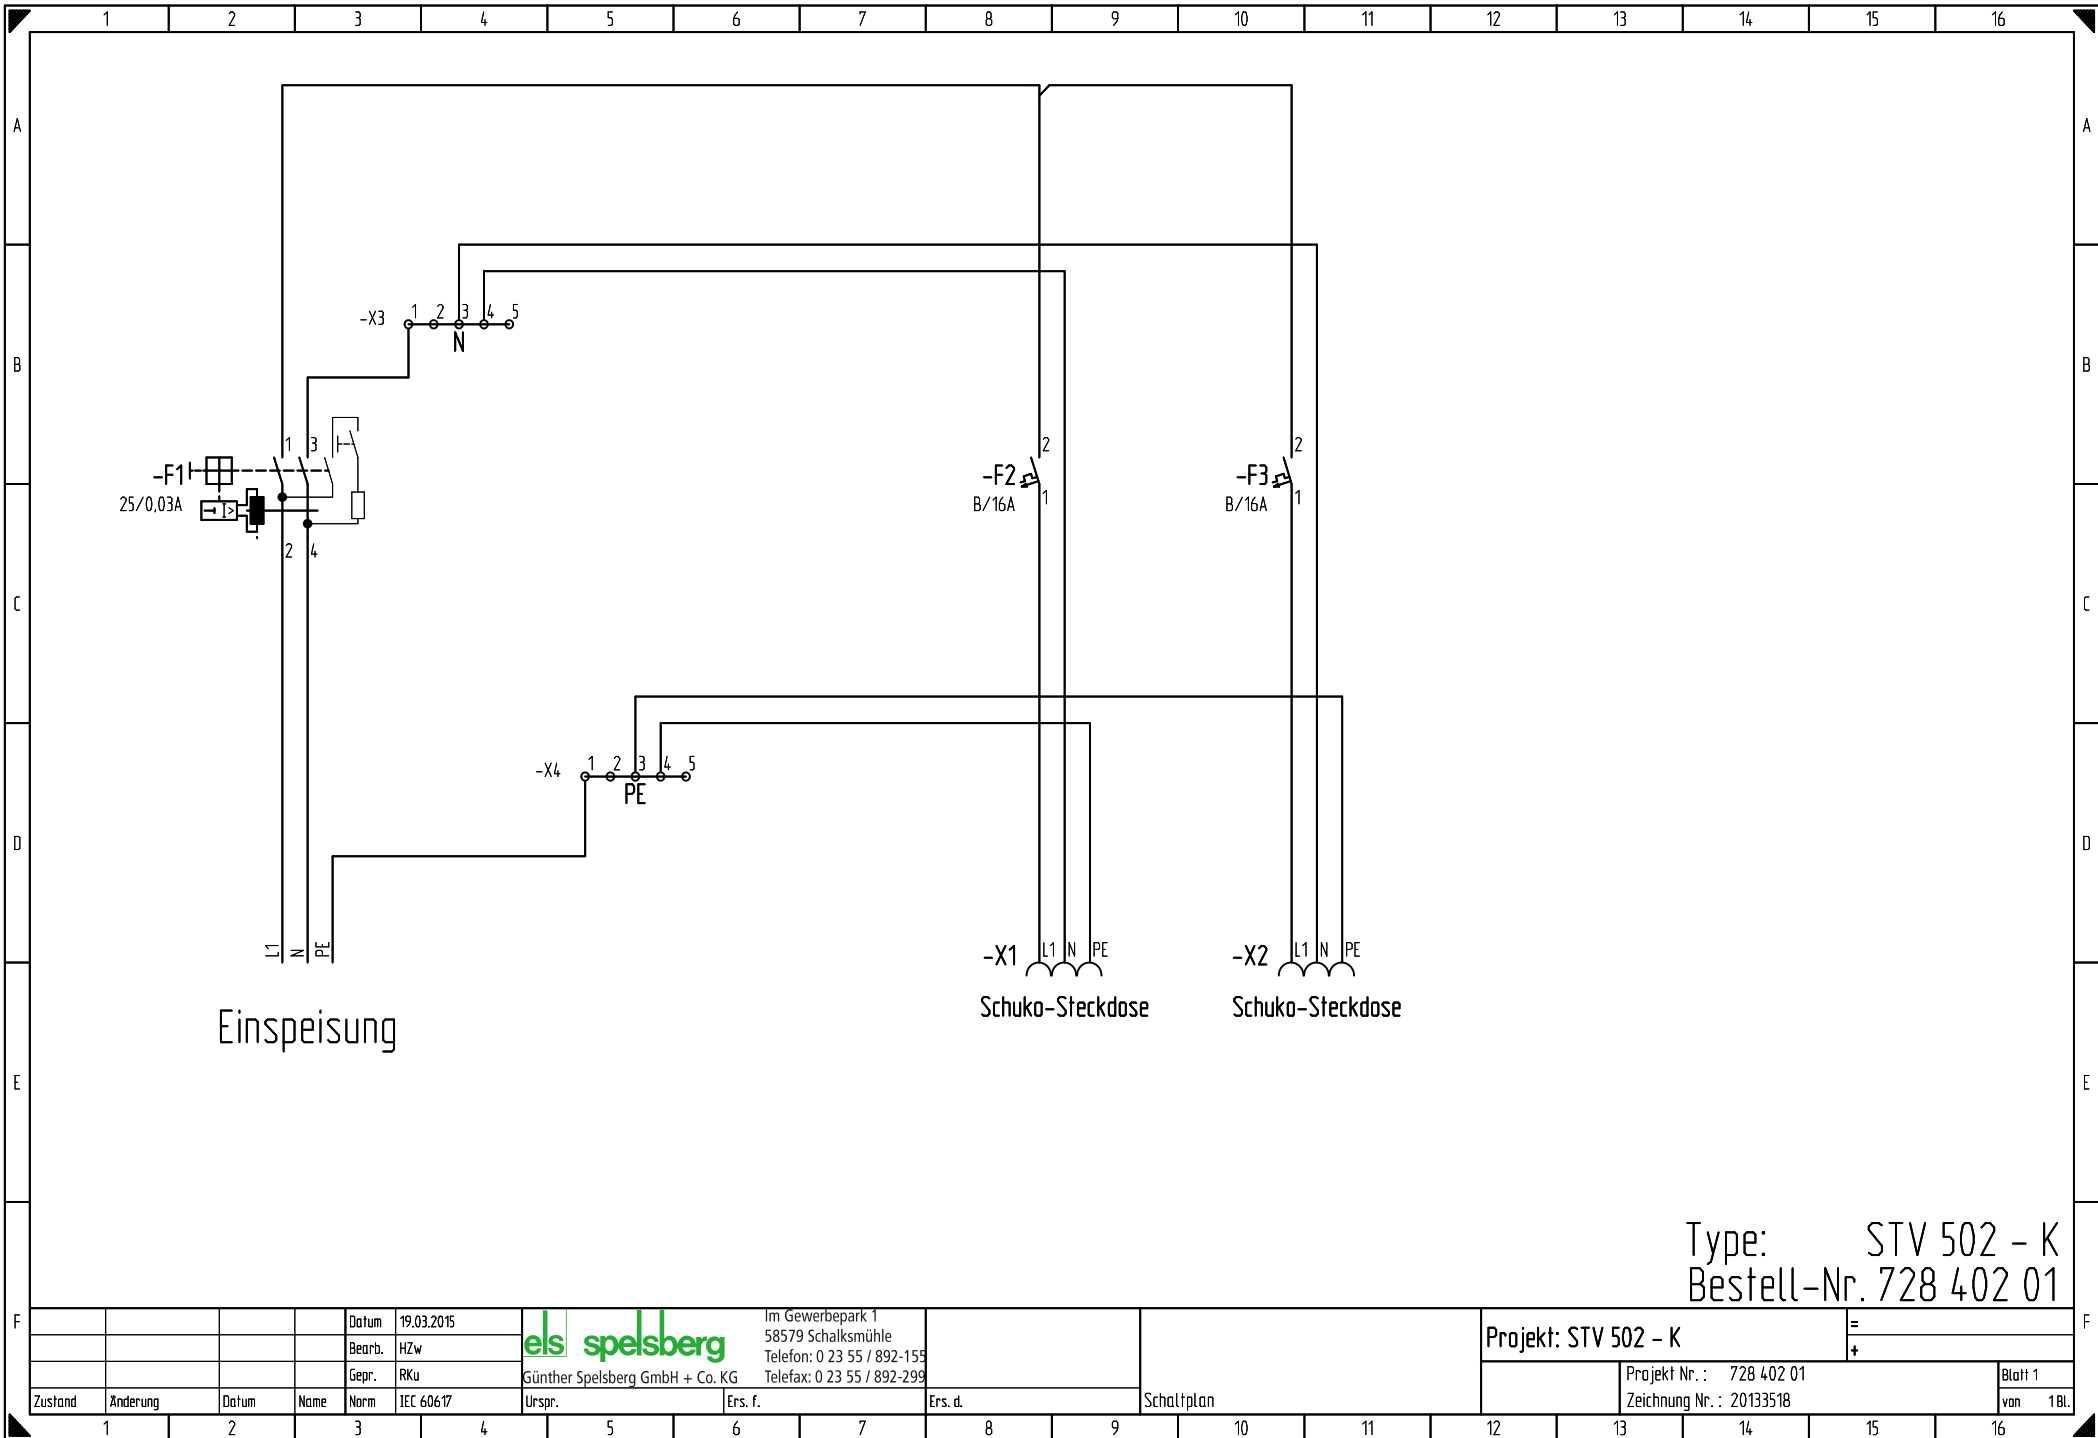 1 2 3 4 5 6 7 8 9 10 11 12 13 14 15 16
A A
-X3 1 2 3 4 5
N
B B
1 3
-F1
25/0,03A
I>
2 4
2
-F2
B/16A
1
2
-F3
B/16A
1
C C
-X4 1 2 3 4 5
PE
D D
L1 N PE
Einspeisung
-X1 L1 N PE
Schuko-Steckdose
-X2 L1 N PE
Schuko-Steckdose
E E
Type: STV 502 - K
Bestell-Nr. 728 402 01
F F
Datum 19.03.2015
Bearb. HZw
Gepr. RKu
Zustand Änderung Datum Name Norm IEC 60617
els spelsberg
Günther Spelsberg GmbH + Co. KG
Im Gewerbepark 1
58579 Schalksmühle
Telefon: 0 23 55 / 892-155
Telefax: 0 23 55 / 892-299
Urspr. Ers. f. Ers. d.
Schaltplan
Projekt: STV 502 - K
=
+
Projekt Nr. : 728 402 01
Zeichnung Nr. : 20133518
Blatt 1
von 1 Bl.
1 2 3 4 5 6 7 8 9 10 11 12 13 14 15 16